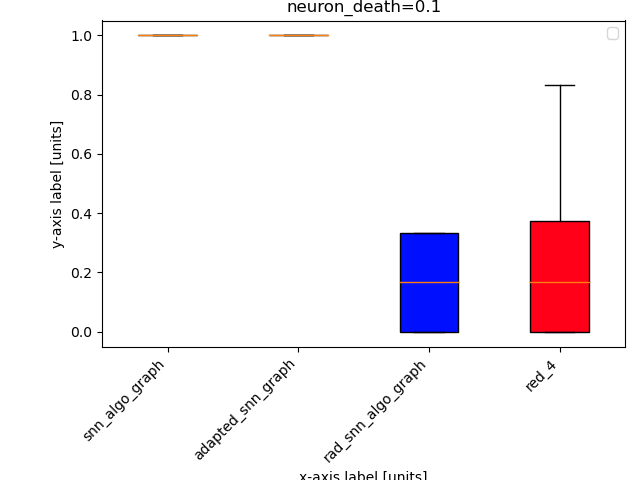 neuron_death=0.1
y-axis label [units]
1.0
0.8
0.6
0.4
0.2
0.0
snn_algo_graph
adapted_snn_graph
rad_snn_algo_graph
red_4
x-axis label [units]